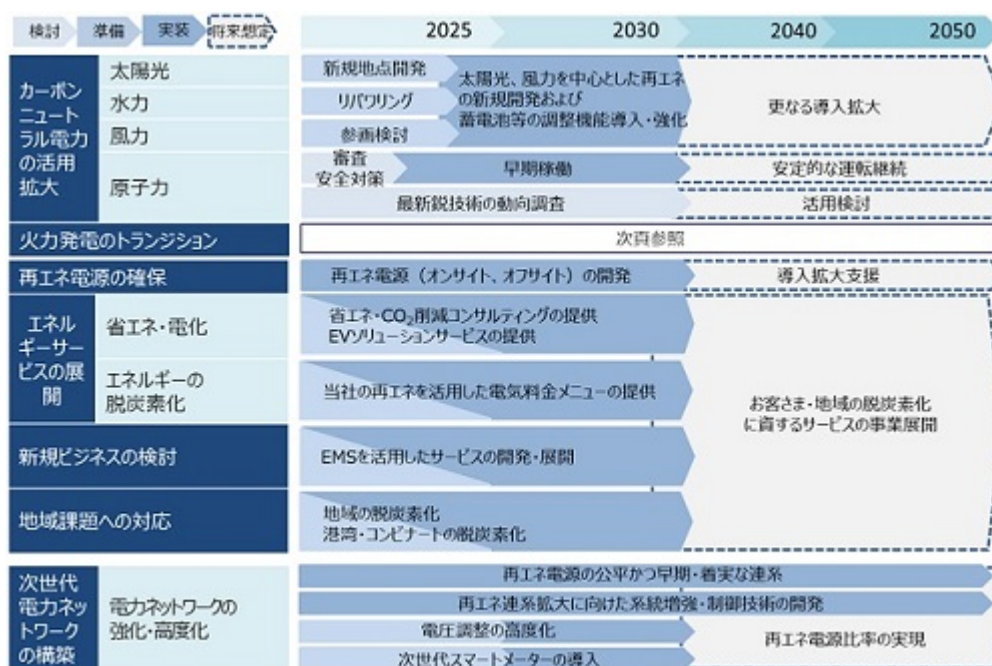 検討
準備
実装
将来想定
2025
2030
2040
2050
カーボン
ニュート
ラル電力
の活用
拡大
太陽光
水力
風力
原子力
新規地点開発
リパワリング
参画検討
太陽光、風力を中心とした再エネ
の新規開発および
蓄電池等の調整機能導入・強化
更なる導入拡大
審査
安全対策
早期稼働
安定的な運転継続
最新鋭技術の動向調査
活用検討
火力発電のトランジション
次頁参照
再エネ電源の確保
再エネ電源（オンサイト、オフサイト）の開発
導入拡大支援
エネル
ギーサー
ビスの展
開
省エネ・電化
省エネ・CO₂削減コンサルティングの提供
EVソリューションサービスの提供
エネルギーの
脱炭素化
当社の再エネを活用した電気料金メニューの提供
お客さま・地域の脱炭素化
に資するサービスの事業展開
新規ビジネスの検討
EMSを活用したサービスの開発・展開
地域課題への対応
地域の脱炭素化
港湾・コンビナートの脱炭素化
次世代
電力ネッ
トワーク
の構築
電力ネットワークの
強化・高度化
再エネ電源の公平かつ早期・着実な連系
再エネ連系拡大に向けた系統増強・制御技術の開発
電圧調整の高度化
再エネ電源比率の実現
次世代スマートメーターの導入